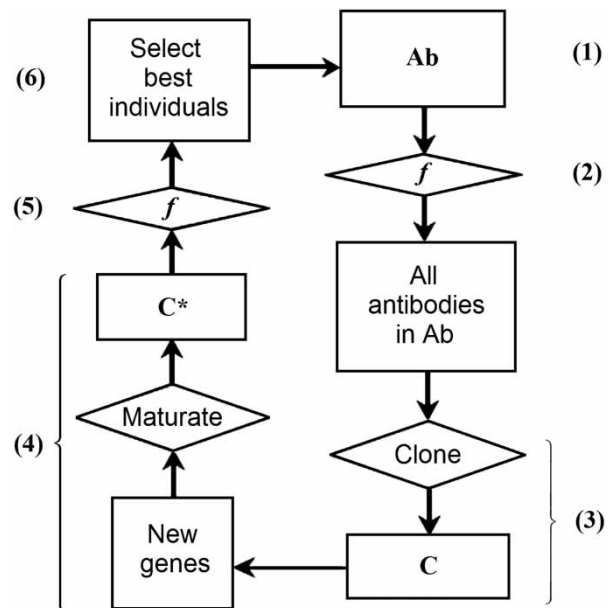 Select
best
individuals
(6)
Ab
(1)
f
(2)
(5)
f
All
antibodies
in Ab
C*
Maturate
(4)
Clone
(3)
New
genes
C